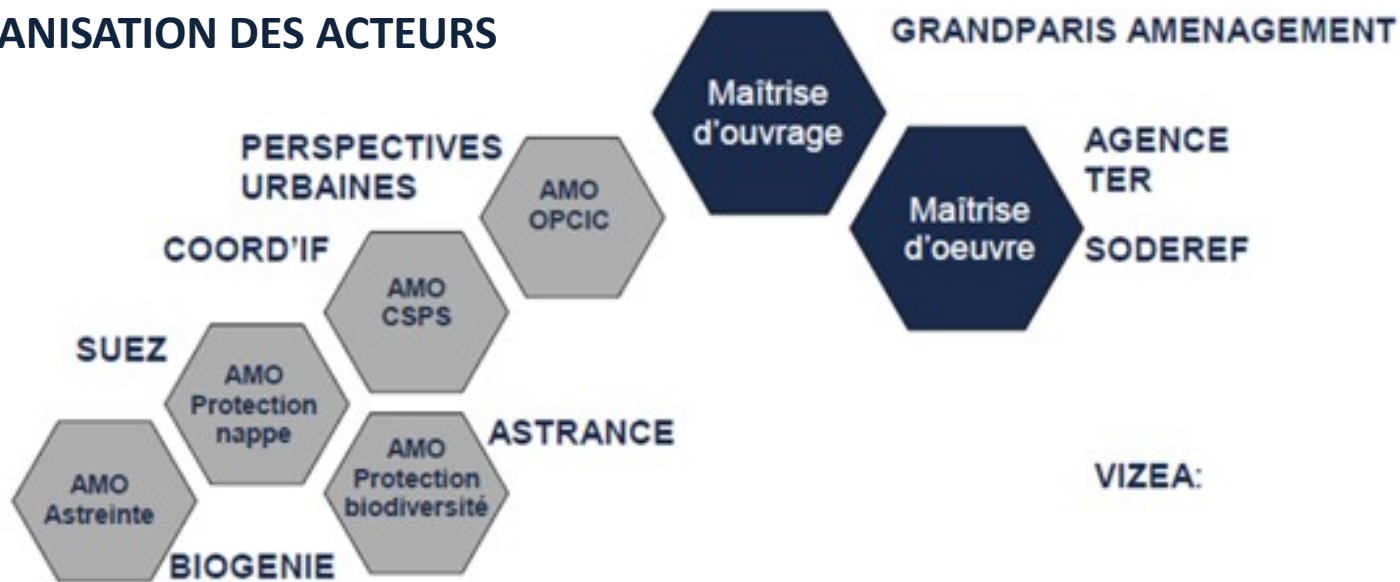 ANISATION DES ACTEURS
GRANDPARIS AMENAGEMENT
Maîtrise
d'ouvrage
AGENCE
TER
Maîtrise
d'oeuvre
SODEREF
PERSPECTIVES
URBAINES
AMO
OPCIC
COORD'IF
AMO
CSPS
SUEZ
AMO
Protection
nappe
ASTRANCE
AMO
Protection
biodiversité
AMO
Astreinte
BIOGENIE
VIZEA: